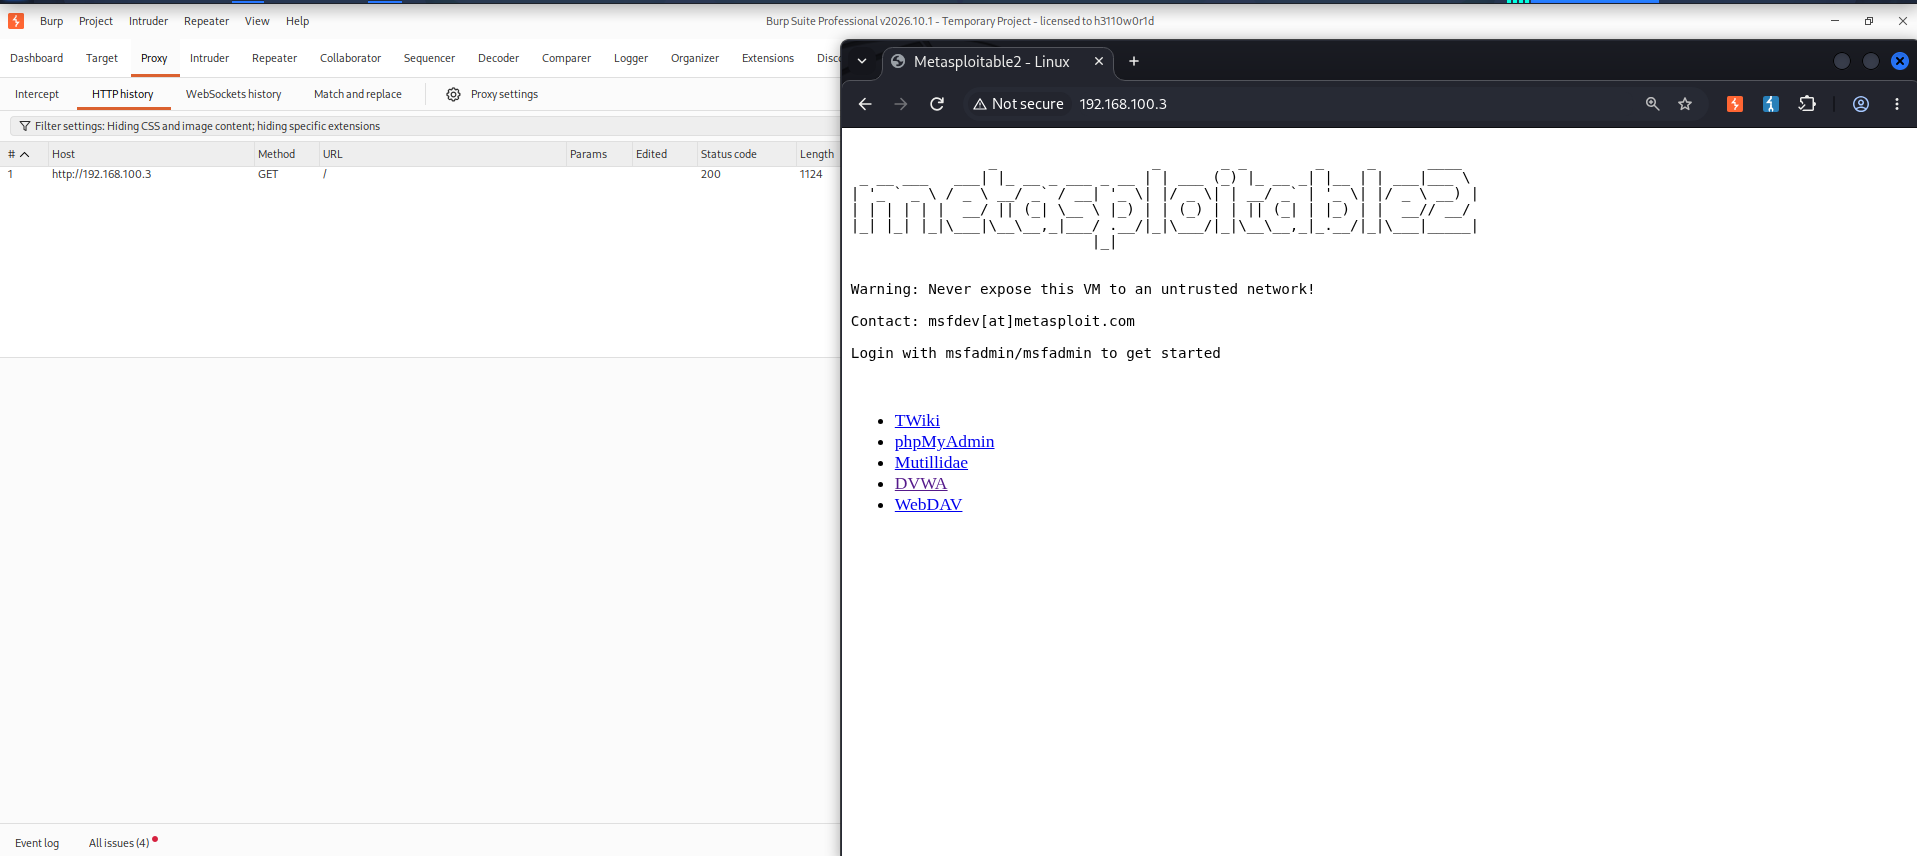 Burp Project Intruder Repeater View Help
Burp Suite Professional v2026.10.1 - Temporary Project - licensed to h3110w0r1d
Dashboard Target Proxy Intruder Repeater Collaborator Sequencer Decoder Comparer Logger Organizer Extensions Disc
Intercept HTTP history WebSockets history Match and replace Proxy settings
Filter settings: Hiding CSS and image content; hiding specific extensions
# Host Method URL Params Edited Status code Length
1 http://192.168.100.3 GET / 200 1124
Event log All issues (4)
Metasploitable2 - Linux
Not secure 192.168.100.3
metasploitable2
Warning: Never expose this VM to an untrusted network!
Contact: msfdev[at]metasploit.com
Login with msfadmin/msfadmin to get started
TWiki
phpMyAdmin
Mutillidae
DVWA
WebDAV